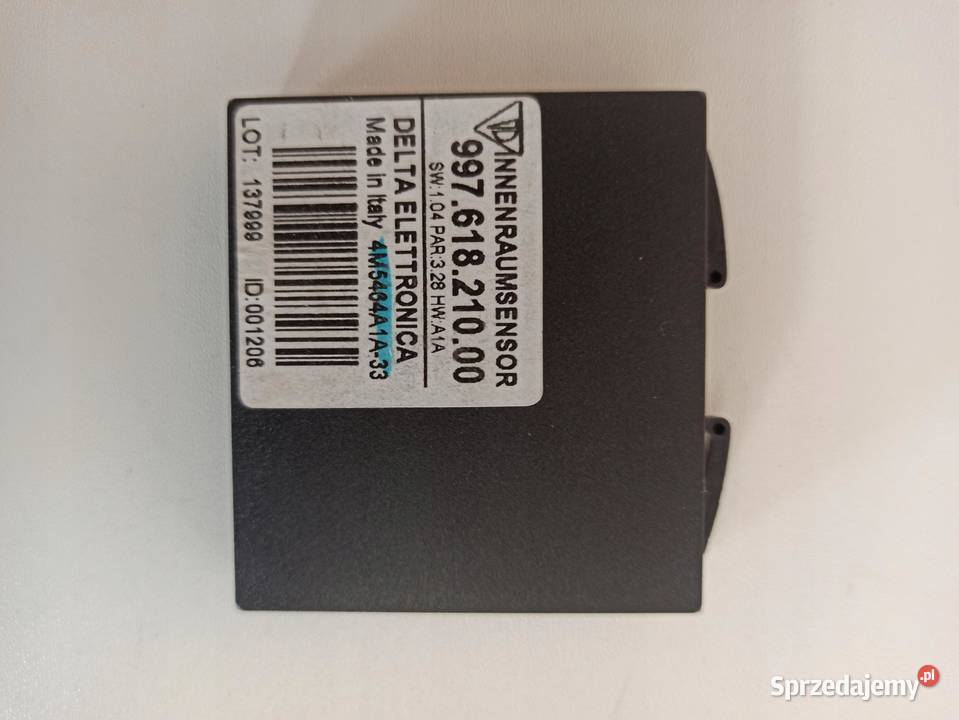 INNENRAUMSENSOR
997.618.210.00
SW:1.04 PAR:3.28 HW:A1A
DELTA ELETTRONICA
Made in Italy 4M5464A1A-33
LOT: 137999 ID:001206
Sprzedajemy.pl